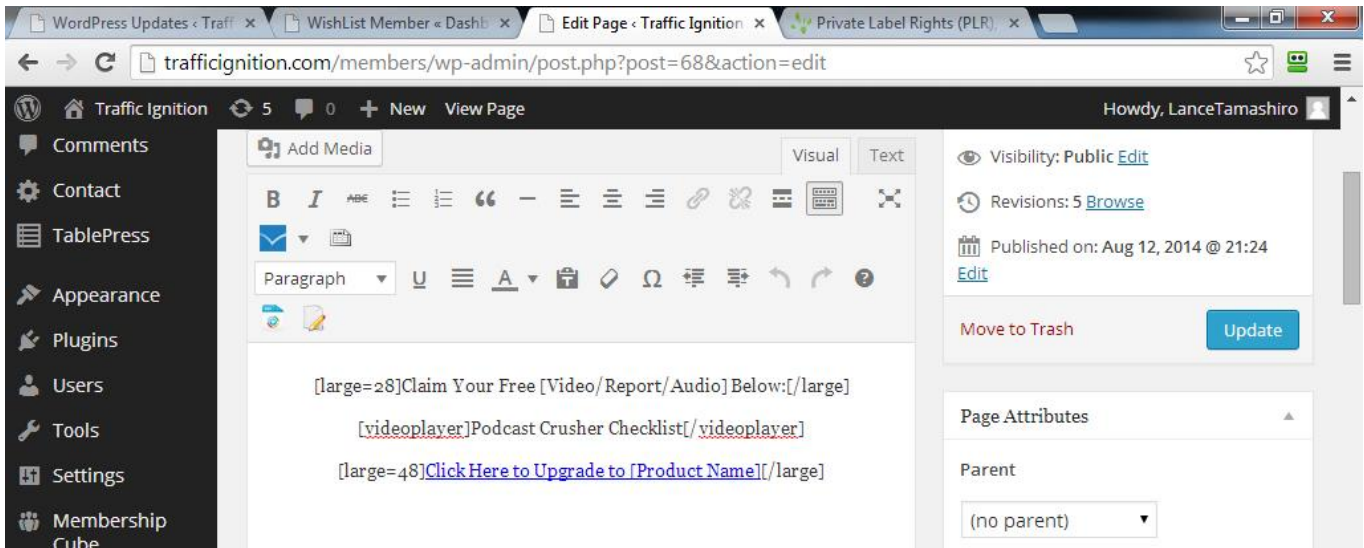 WordPress Updates ‹ Traff
WishList Member « Dashb
Edit Page ‹ Traffic Ignition
Private Label Rights (PLR),
trafficignition.com/members/wp-admin/post.php?post=68&action=edit
Traffic Ignition 5 0 + New View Page Howdy, LanceTamashiro
Comments
Contact
TablePress
Appearance
Plugins
Users
Tools
Settings
Membership
Cube
Add Media
Visual Text
B I ABC
Paragraph U A Ω
[large=28]Claim Your Free [Video/Report/Audio] Below:[/large]
[videoplayer]Podcast Crusher Checklist[/videoplayer]
[large=48]Click Here to Upgrade to [Product Name][/large]
Visibility: Public Edit
Revisions: 5 Browse
Published on: Aug 12, 2014 @ 21:24
Edit
Move to Trash Update
Page Attributes
Parent
(no parent)